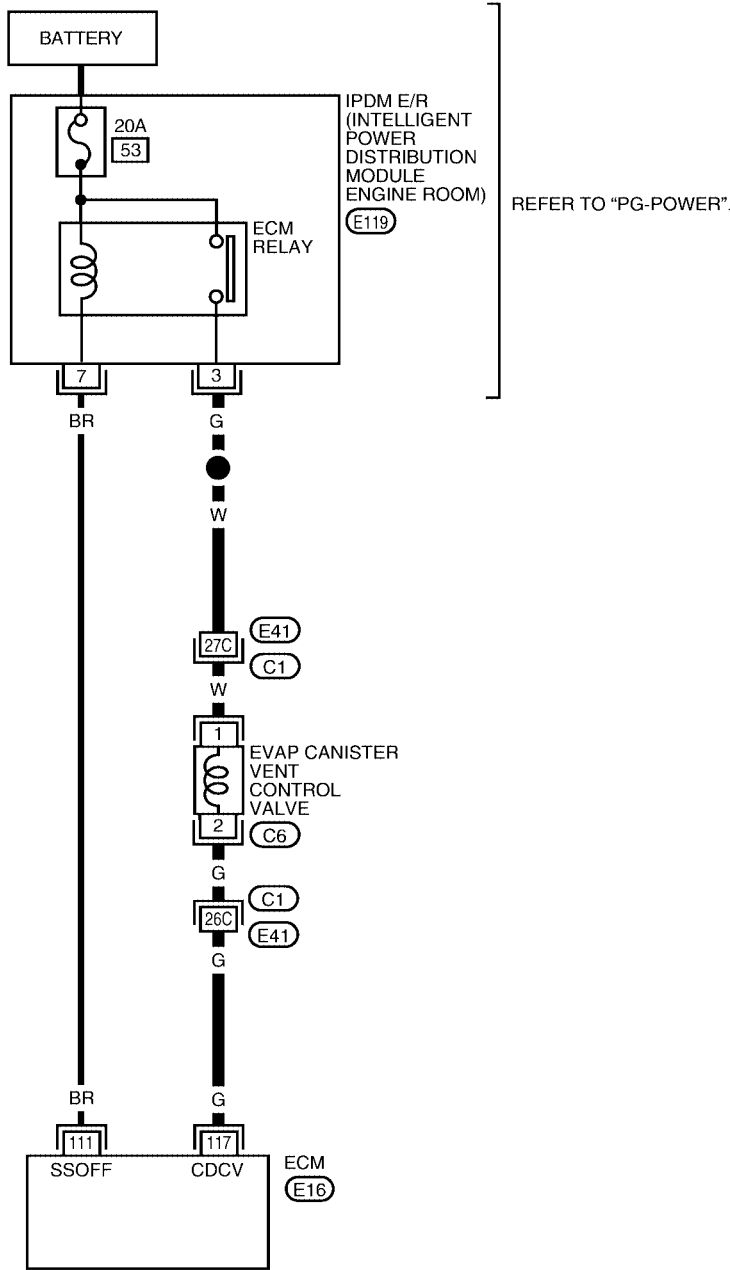 BATTERY
20A
53
IPDM E/R
(INTELLIGENT
POWER
DISTRIBUTION
MODULE
ENGINE ROOM)
E119
REFER TO “PG-POWER”.
ECM
RELAY
7
3
BR
G
W
27C
E41
C1
W
1
EVAP CANISTER
VENT
CONTROL
VALVE
2
C6
G
C1
26C
E41
G
BR
G
111
117
SSOFF
CDCV
ECM
E16